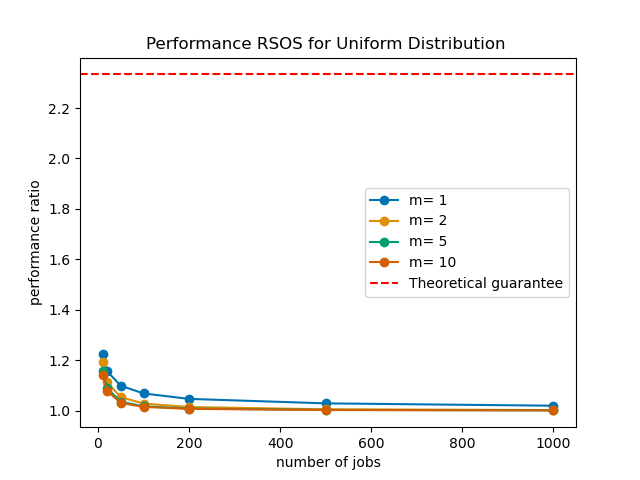 Performance RSOS for Uniform Distribution
performance ratio
2.2
2.0
1.8
1.6
1.4
1.2
1.0
m= 1
m= 2
m= 5
m= 10
Theoretical guarantee
0 200 400 600 800 1000
number of jobs